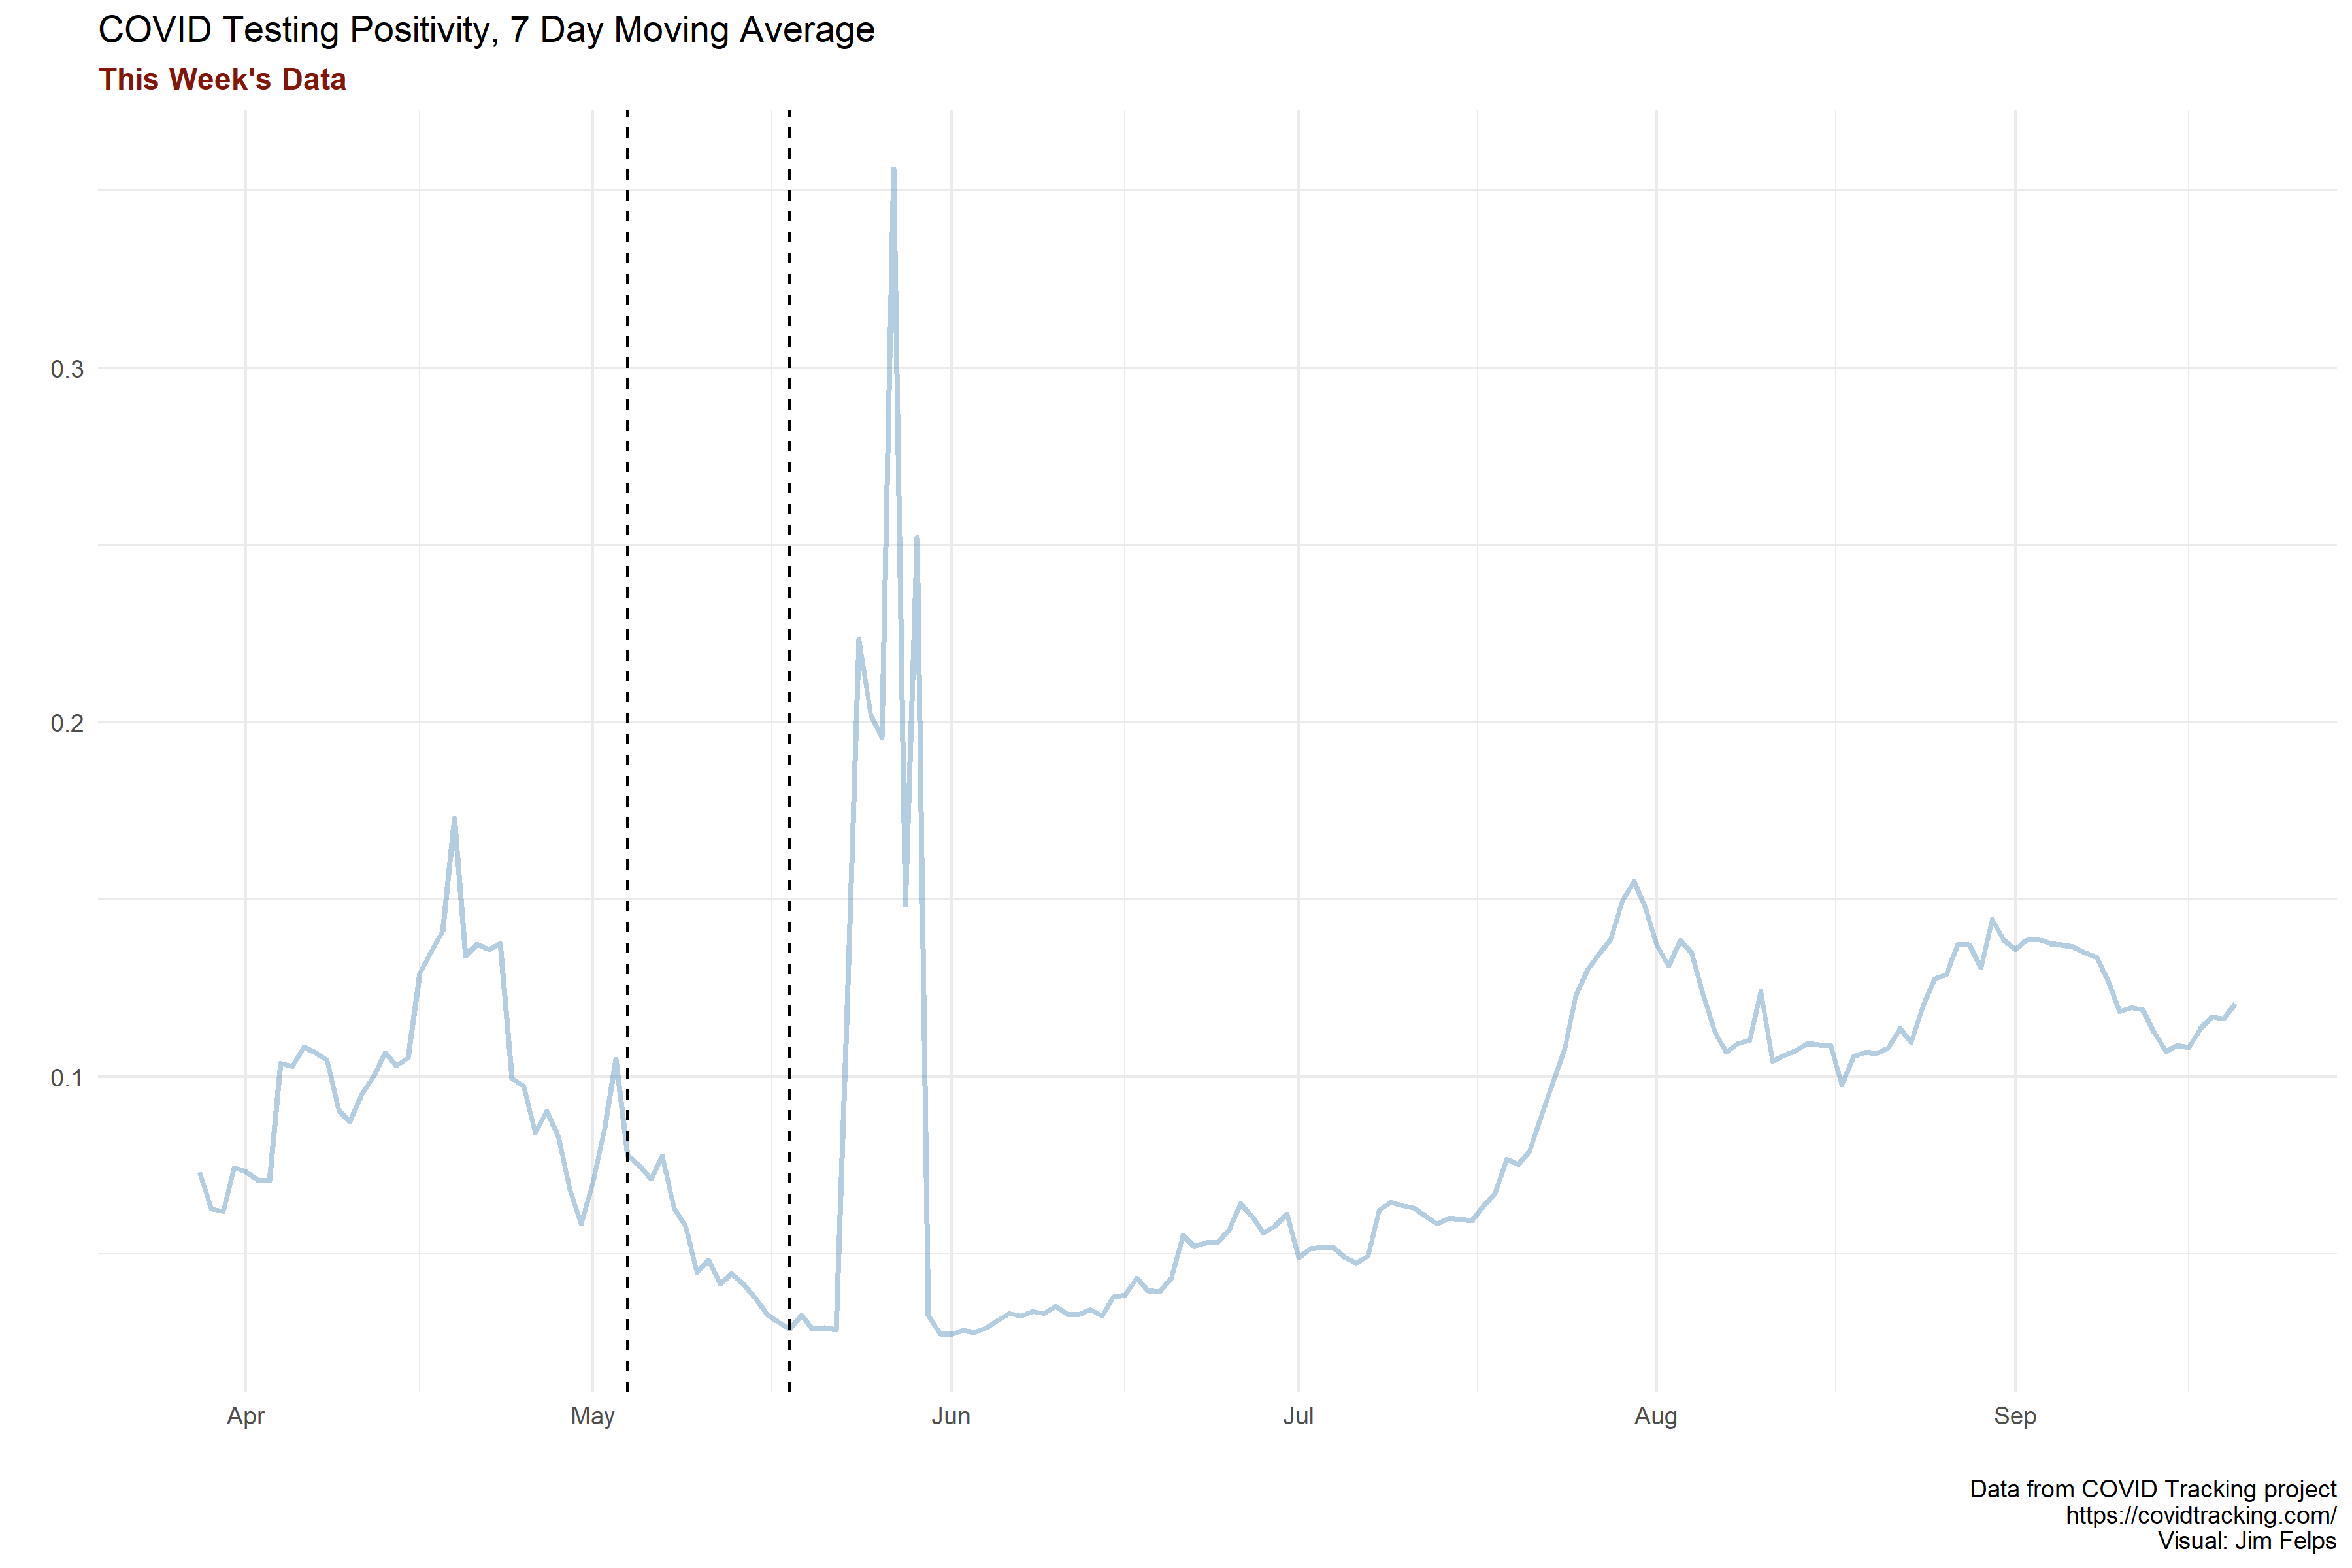 COVID Testing Positivity, 7 Day Moving Average
This Week's Data
0.3
0.2
0.1
Apr May Jun Jul Aug Sep
Data from COVID Tracking project
https://covidtracking.com/
Visual: Jim Felps